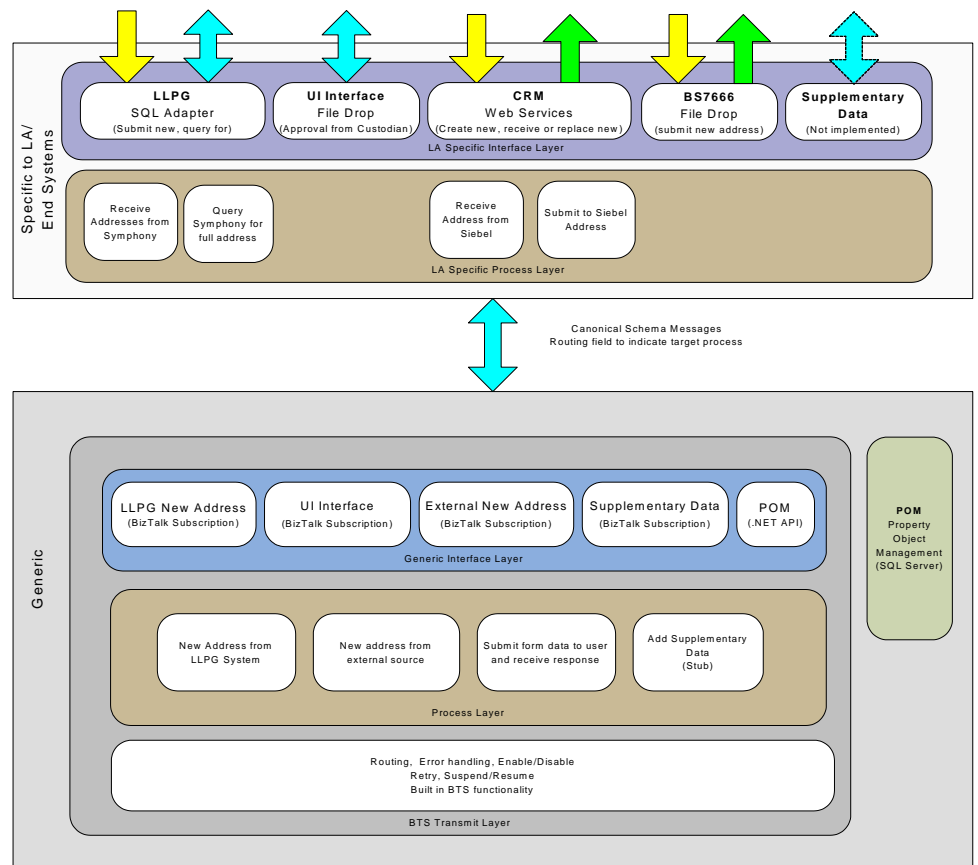 Specific to LA/
End Systems
LLPG
SQL Adapter
(Submit new, query for)
UI Interface
File Drop
(Approval from Custodian)
CRM
Web Services
(Create new, receive or replace new)
BS7666
File Drop
(submit new address)
Supplementary
Data
(Not implemented)
LA Specific Interface Layer
Receive
Addresses from
Symphony
Query
Symphony for
full address
Receive
Address from
Siebel
Submit to Siebel
Address
LA Specific Process Layer
Canonical Schema Messages
Routing field to indicate target process
Generic
LLPG New Address
(BizTalk Subscription)
UI Interface
(BizTalk Subscription)
External New Address
(BizTalk Subscription)
Supplementary Data
(BizTalk Subscription)
POM
(.NET API)
Generic Interface Layer
POM
Property
Object
Management
(SQL Server)
New Address from
LLPG System
New address from
external source
Submit form data to user
and receive response
Add Supplementary
Data
(Stub)
Process Layer
Routing, Error handling, Enable/Disable
Retry, Suspend/Resume
Built in BTS functionality
BTS Transmit Layer